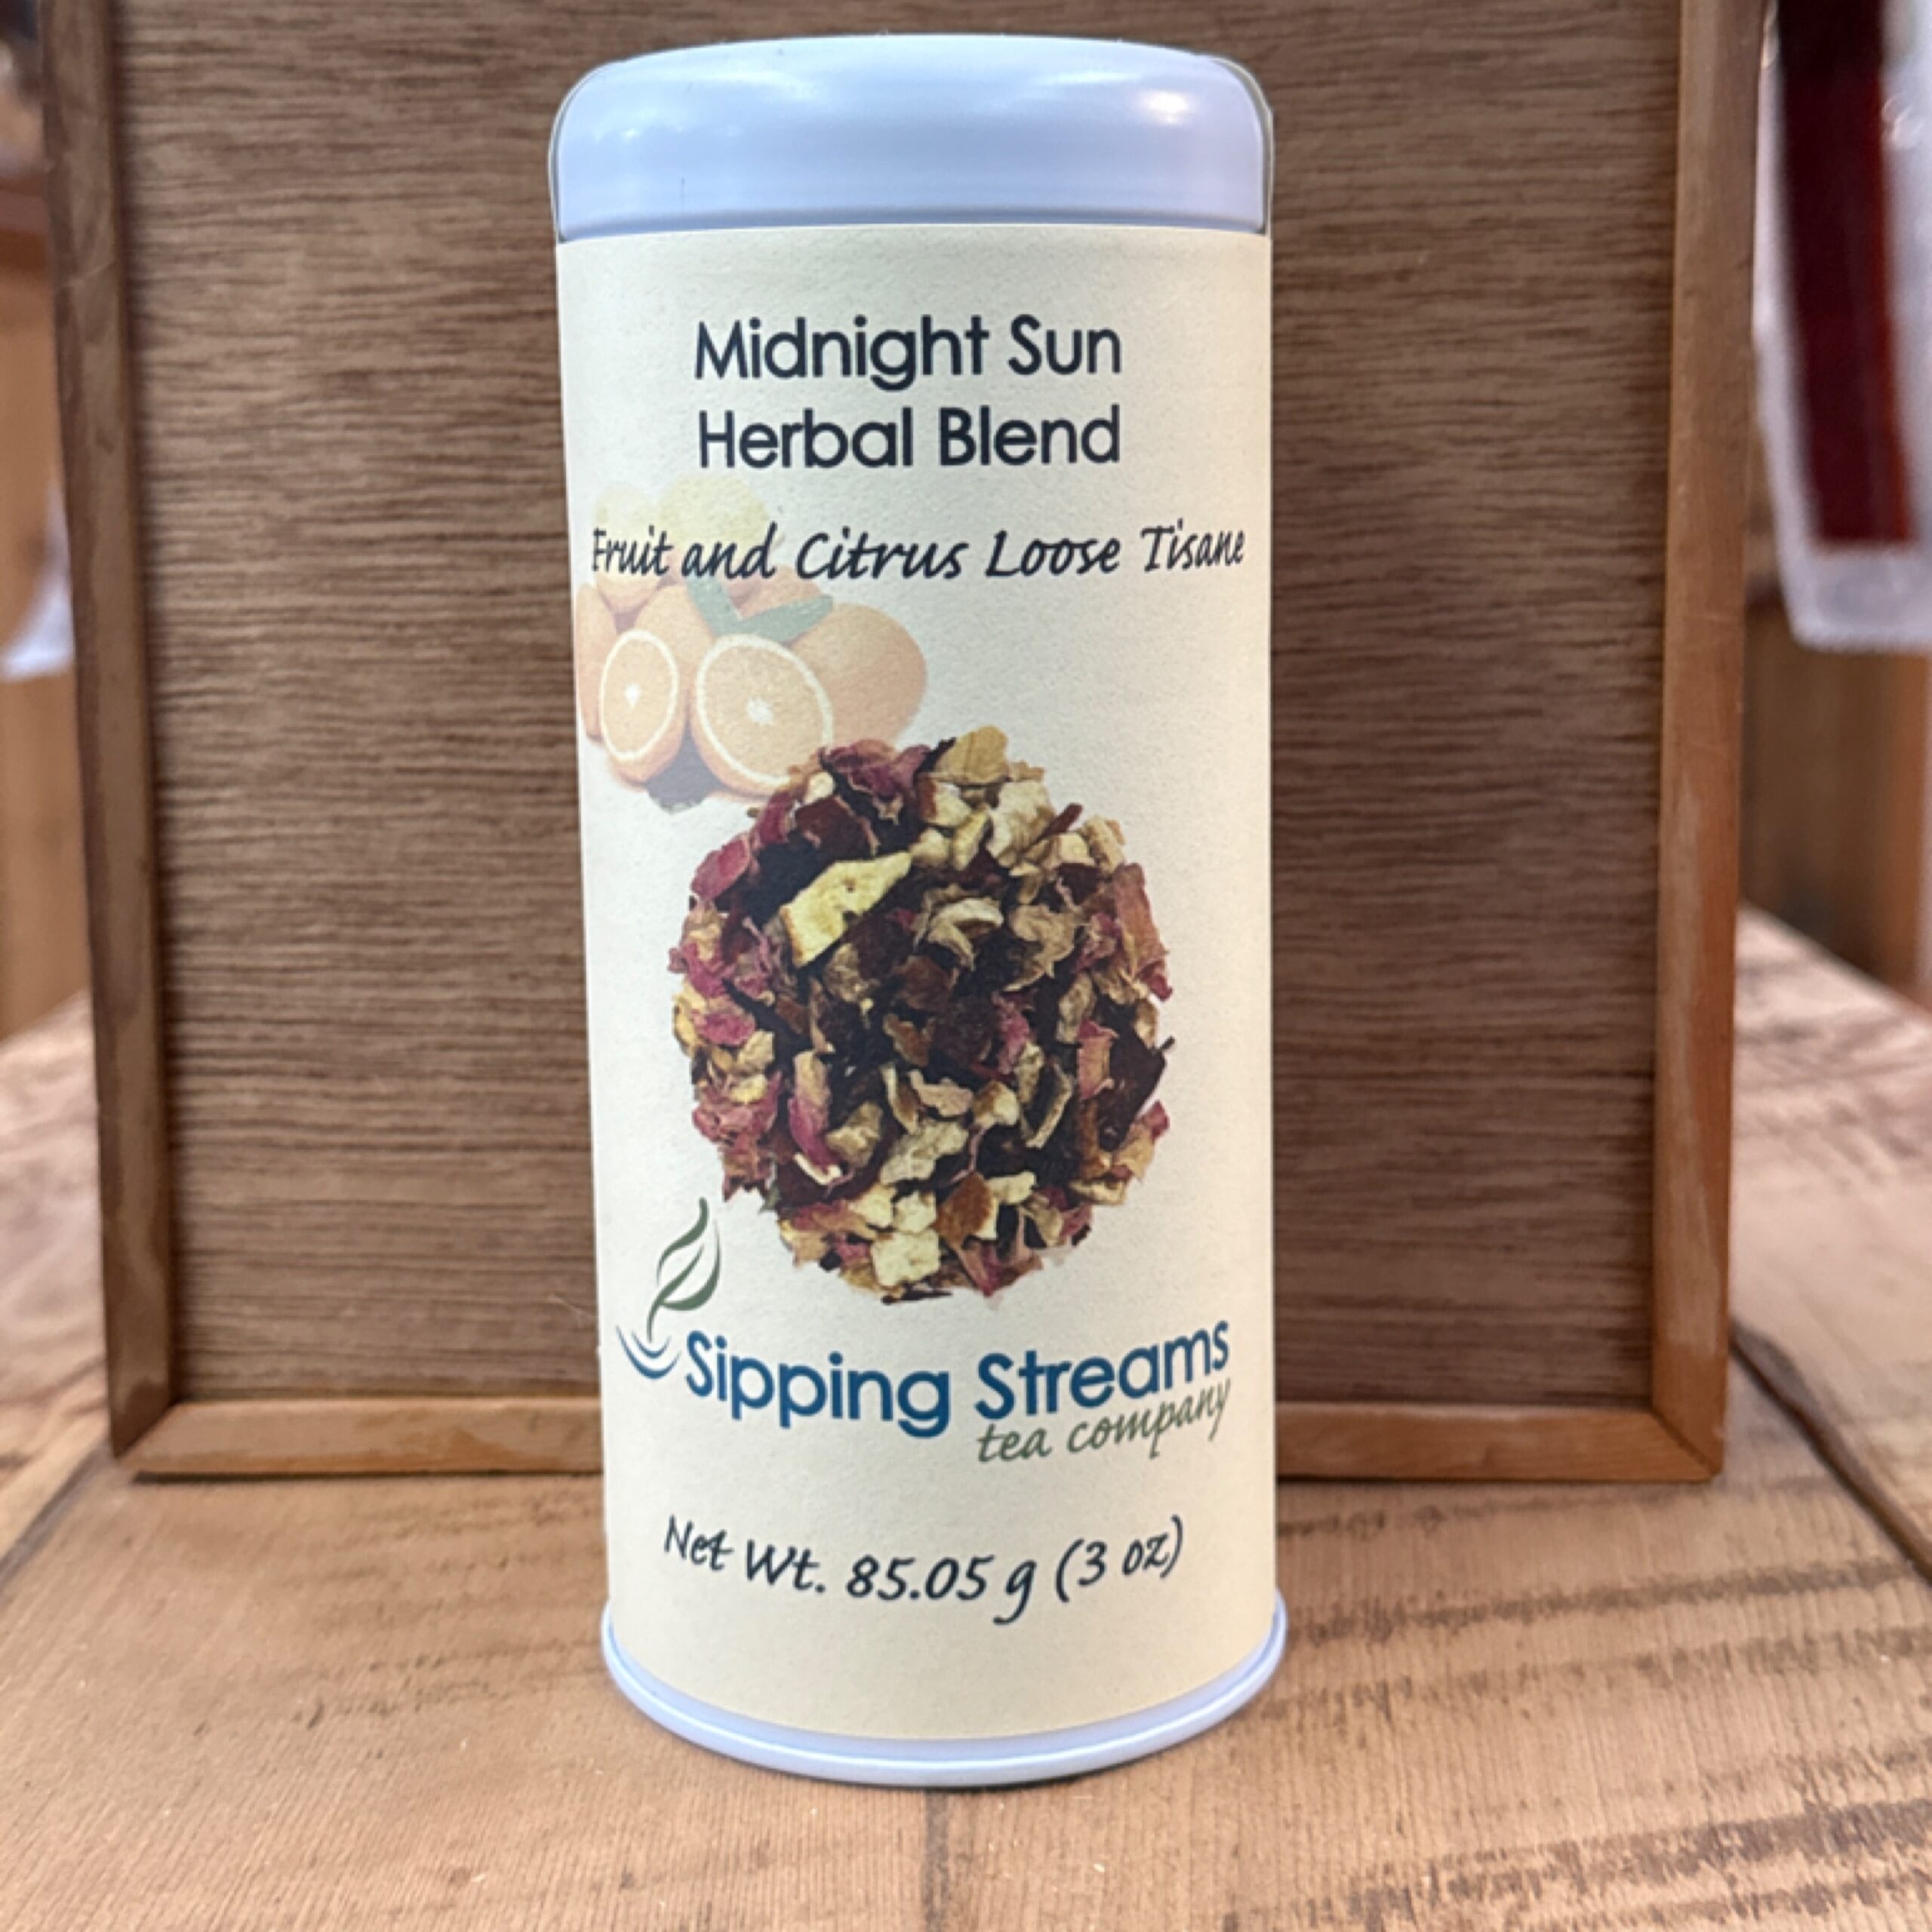 Midnight Sun
Herbal Blend
Fruit and Citrus Loose Tisane
Sipping Streams
tea company
Net Wt. 85.05 g (3 oz)